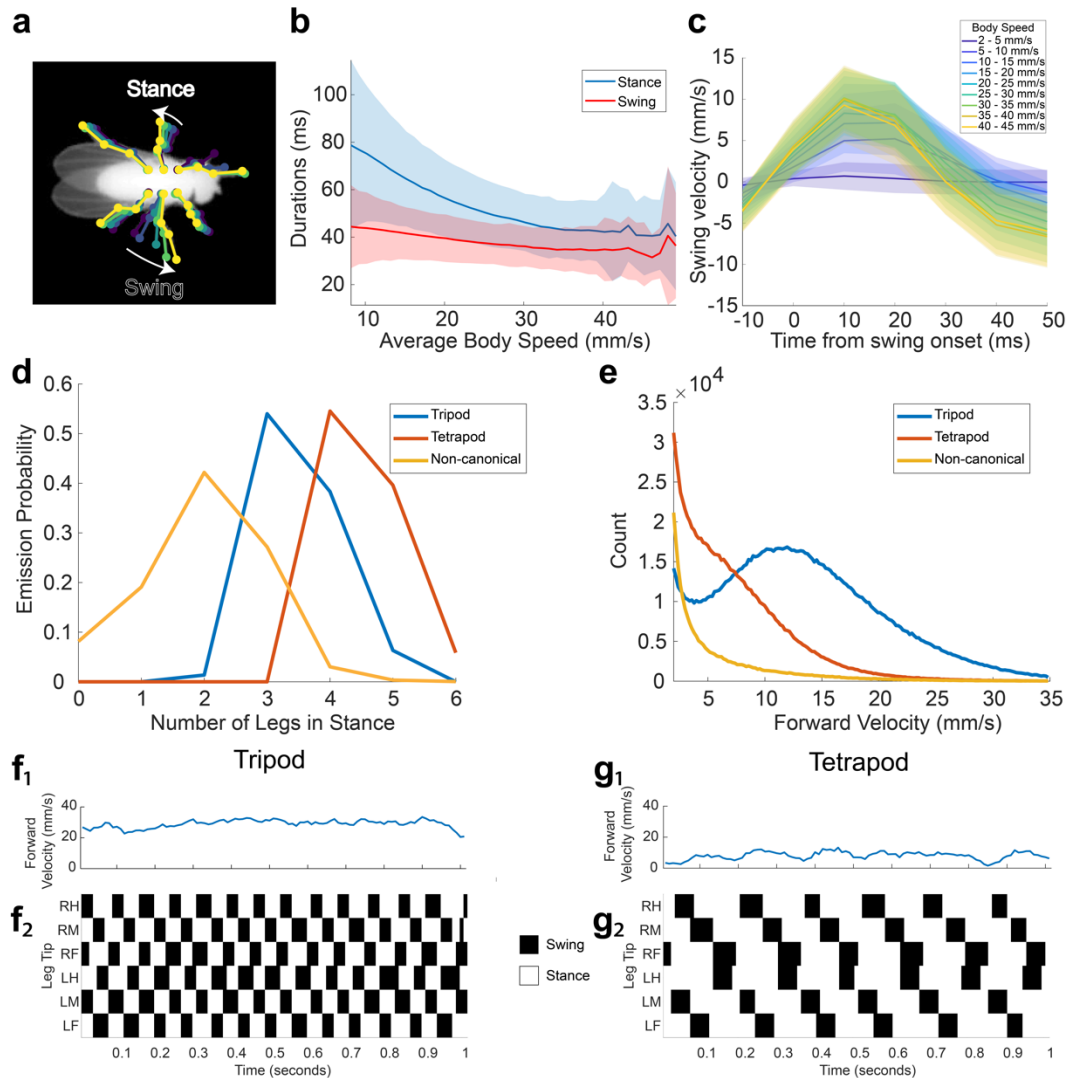 a
Stance
Swing
b
Durations (ms)
100
80
60
40
20
10
20
30
40
Average Body Speed (mm/s)
Stance
Swing
c
Swing velocity (mm/s)
15
10
5
0
-5
-10
-15
-10
0
10
20
30
40
50
Time from swing onset (ms)
Body Speed
2 - 5 mm/s
5 - 10 mm/s
10 - 15 mm/s
15 - 20 mm/s
20 - 25 mm/s
25 - 30 mm/s
30 - 35 mm/s
35 - 40 mm/s
40 - 45 mm/s
d
Emission Probability
0.6
0.5
0.4
0.3
0.2
0.1
0
0
1
2
3
4
5
6
Number of Legs in Stance
Tripod
Tetrapod
Non-canonical
e
× 10⁴
Count
3.5
3
2.5
2
1.5
1
0.5
0
5
10
15
20
25
30
35
Forward Velocity (mm/s)
Tripod
Tetrapod
Non-canonical
Tripod
f1
Forward
Velocity (mm/s)
40
20
0
f2
Leg Tip
RH
RM
RF
LH
LM
LF
0.1 0.2 0.3 0.4 0.5 0.6 0.7 0.8 0.9 1
Time (seconds)
Swing
Stance
Tetrapod
g1
Forward
Velocity (mm/s)
40
20
0
g2
Leg Tip
RH
RM
RF
LH
LM
LF
0.1 0.2 0.3 0.4 0.5 0.6 0.7 0.8 0.9 1
Time (seconds)